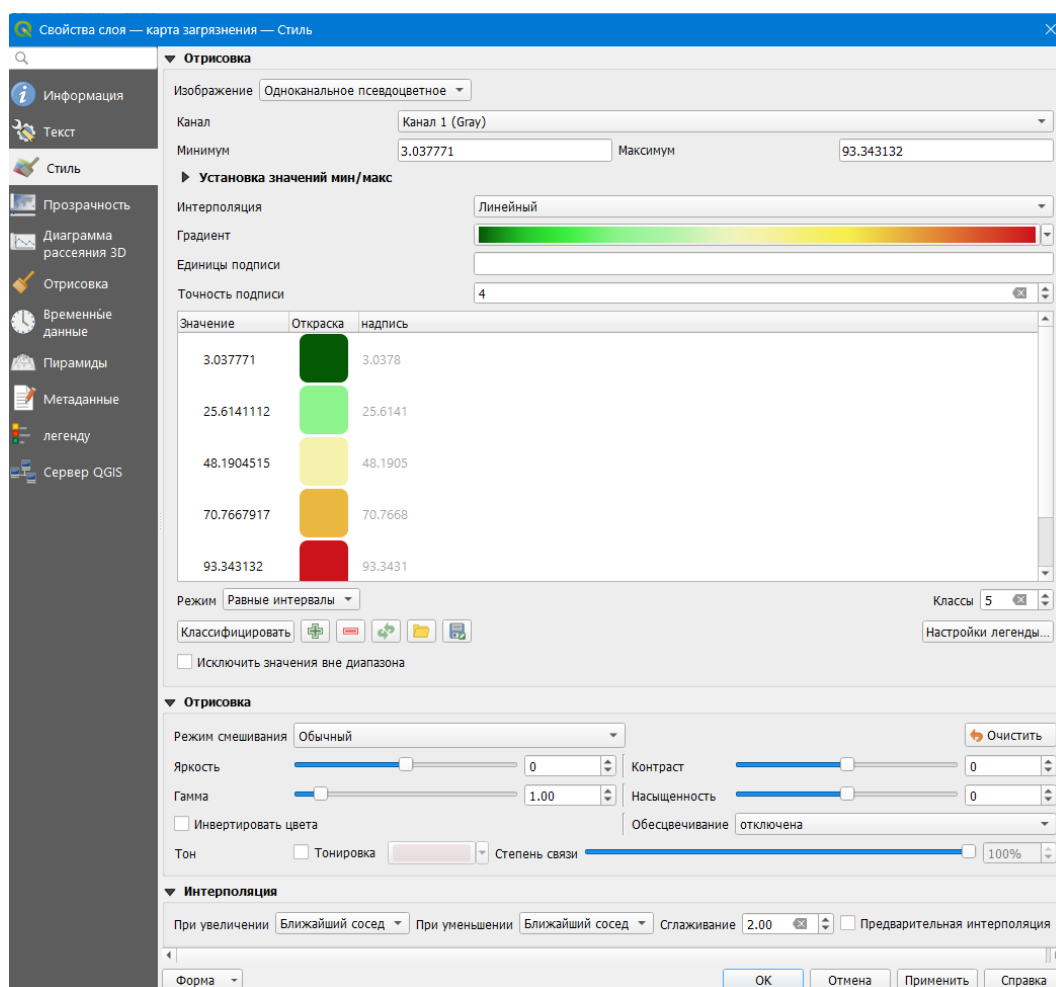 Свойства слоя — карта загрязнения — Стиль
Информация
Текст
Стиль
Прозрачность
Диаграмма
рассеяния 3D
Отрисовка
Временны́е
данные
Пирамиды
Метаданные
легенду
Сервер QGIS
Отрисовка
Изображение Одноканальное псевдоцветное
Канал Канал 1 (Gray)
Минимум 3.037771 Максимум 93.343132
Установка значений мин/макс
Интерполяция Линейный
Градиент
Единицы подписи
Точность подписи 4
Значение Откраска надпись
3.037771 3.0378
25.6141112 25.6141
48.1904515 48.1905
70.7667917 70.7668
93.343132 93.3431
Режим Равные интервалы Классы 5
Классифицировать Настройки легенды...
Исключить значения вне диапазона
Отрисовка
Режим смешивания Обычный Очистить
Яркость 0 Контраст 0
Гамма 1.00 Насыщенность 0
Инвертировать цвета Обесцвечивание отключена
Тон Тонировка Степень связи 100%
Интерполяция
При увеличении Ближайший сосед При уменьшении Ближайший сосед Сглаживание 2.00 Предварительная интерполяция
Форма OK Отмена Применить Справка